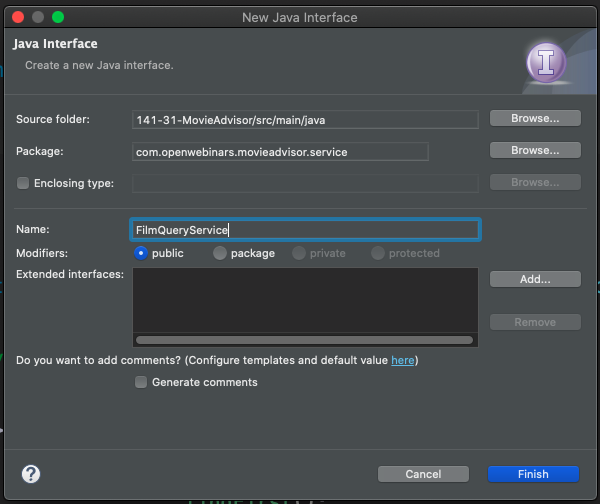 New Java Interface
Java Interface
Create a new Java interface.
Source folder: 141-31-MovieAdvisor/src/main/java Browse...
Package: com.openwebinars.movieadvisor.service Browse...
Enclosing type: Browse...
Name: FilmQueryService
Modifiers: public package private protected
Extended interfaces: Add...
Remove
Do you want to add comments? (Configure templates and default value here)
Generate comments
? Cancel Finish